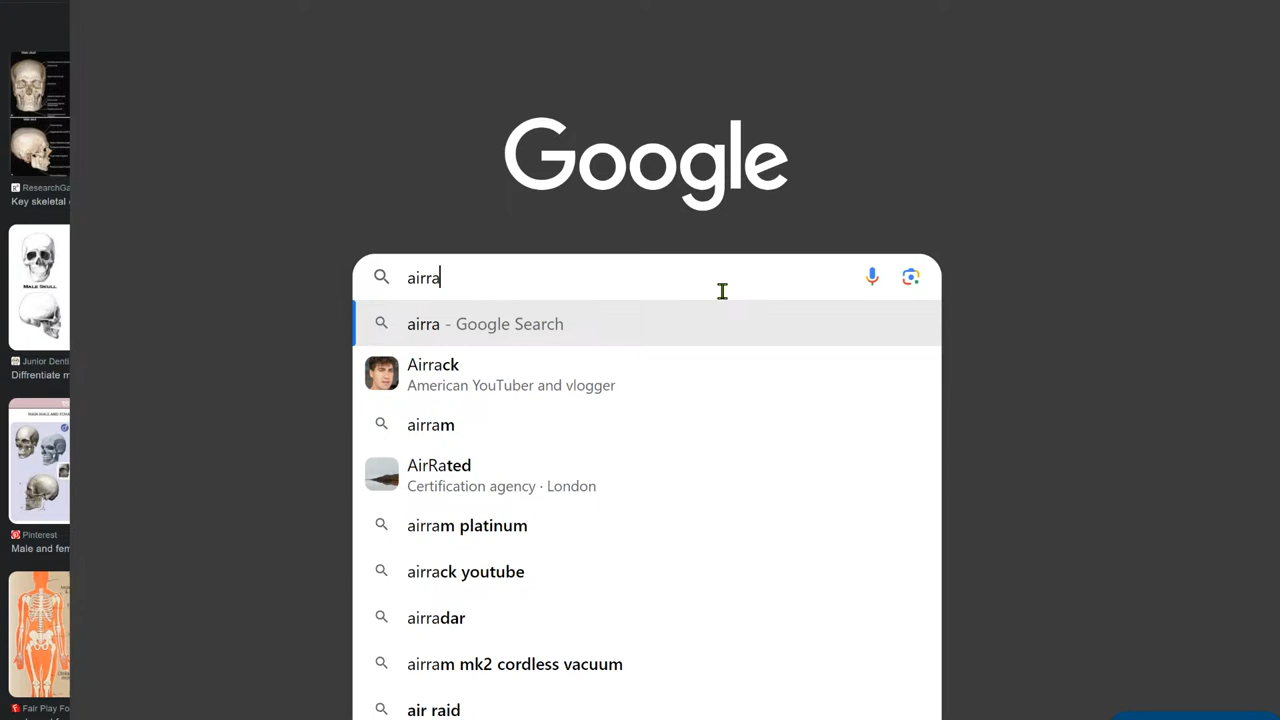 Google
airra
airra - Google Search
Airrack
American YouTuber and vlogger
airram
AirRated
Certification agency · London
airram platinum
airrack youtube
airradar
airram mk2 cordless vacuum
air raid
ResearchGa
Key skeletal
MALE SKULL
Junior Denti
Diffrentiate m
Pinterest
Male and fem
Fair Play Fo